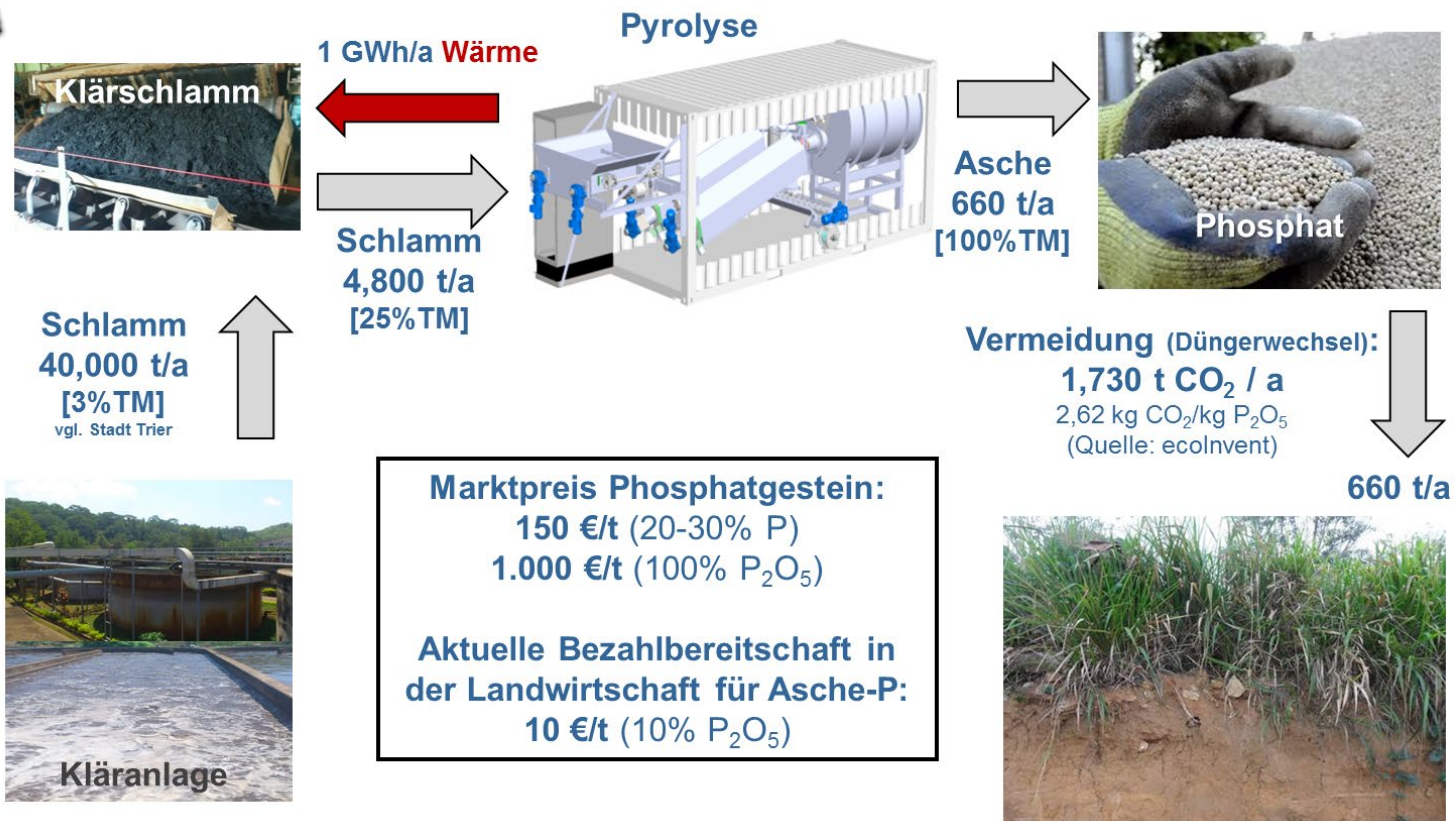 Pyrolyse
1 GWh/a Wärme
Klärschlamm
Schlamm
4,800 t/a
[25%TM]
Asche
660 t/a
[100%TM]
Phosphat
Schlamm
40,000 t/a
[3%TM]
vgl. Stadt Trier
Vermeidung (Düngerwechsel):
1,730 t CO₂ / a
2,62 kg CO₂/kg P₂O₅
(Quelle: ecoInvent)
660 t/a
Marktpreis Phosphatgestein:
150 €/t (20-30% P)
1.000 €/t (100% P₂O₅)
Aktuelle Bezahlbereitschaft in
der Landwirtschaft für Asche-P:
10 €/t (10% P₂O₅)
Kläranlage